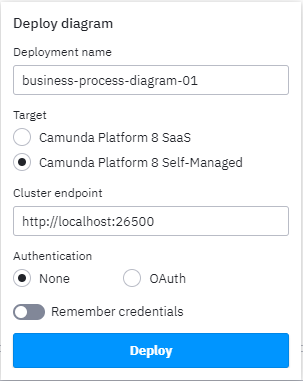 Deploy diagram
Deployment name
business-process-diagram-01
Target
Camunda Platform 8 SaaS
Camunda Platform 8 Self-Managed
Cluster endpoint
http://localhost:26500
Authentication
None OAuth
Remember credentials
Deploy